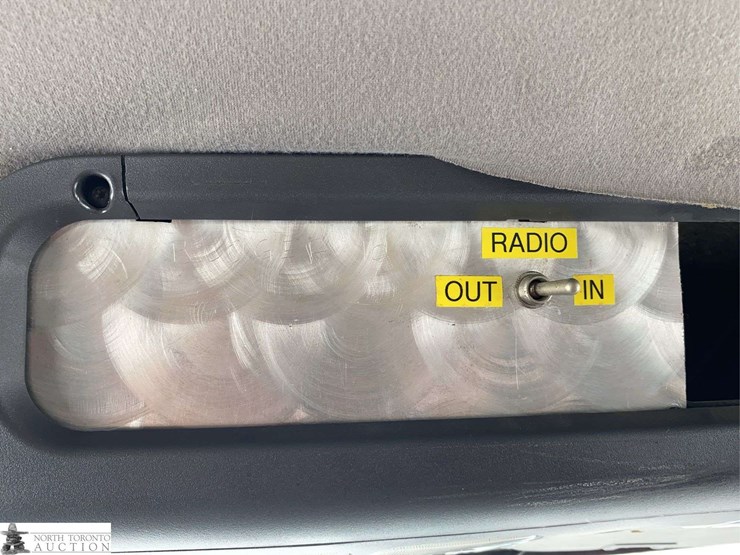 RADIO
OUT IN
NORTH TORONTO
AUCTION